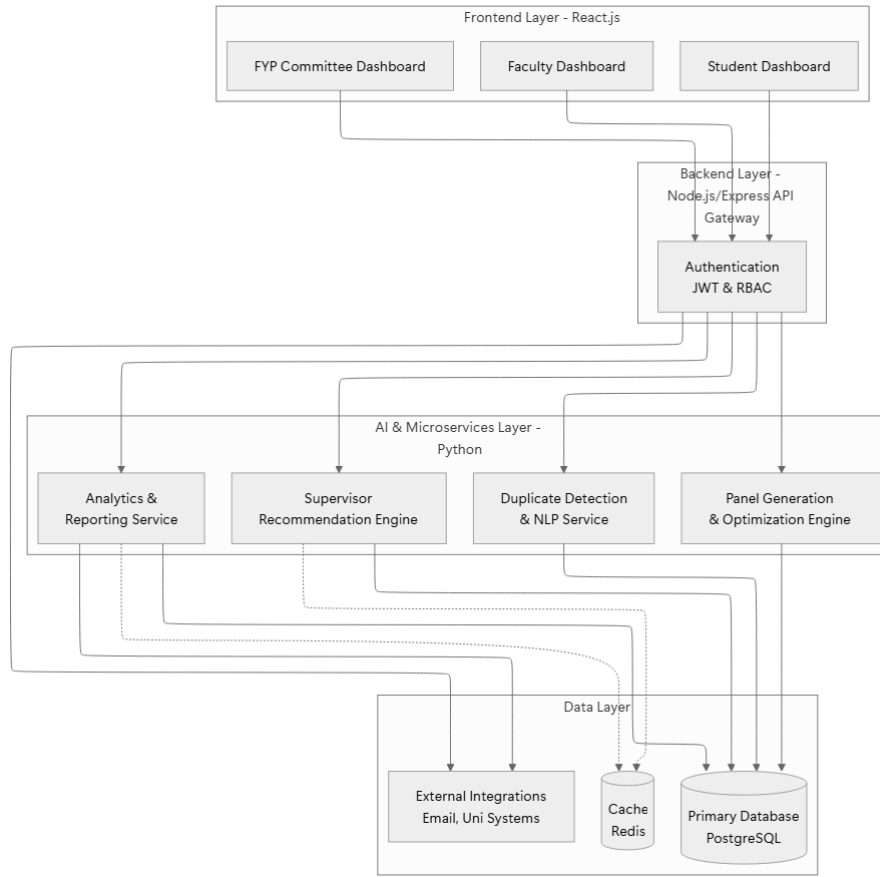 Frontend Layer - React.js
FYP Committee Dashboard
Faculty Dashboard
Student Dashboard
Backend Layer -
Node.js/Express API
Gateway
Authentication
JWT & RBAC
AI & Microservices Layer -
Python
Analytics &
Reporting Service
Supervisor
Recommendation Engine
Duplicate Detection
& NLP Service
Panel Generation
& Optimization Engine
Data Layer
External Integrations
Email, Uni Systems
Cache
Redis
Primary Database
PostgreSQL